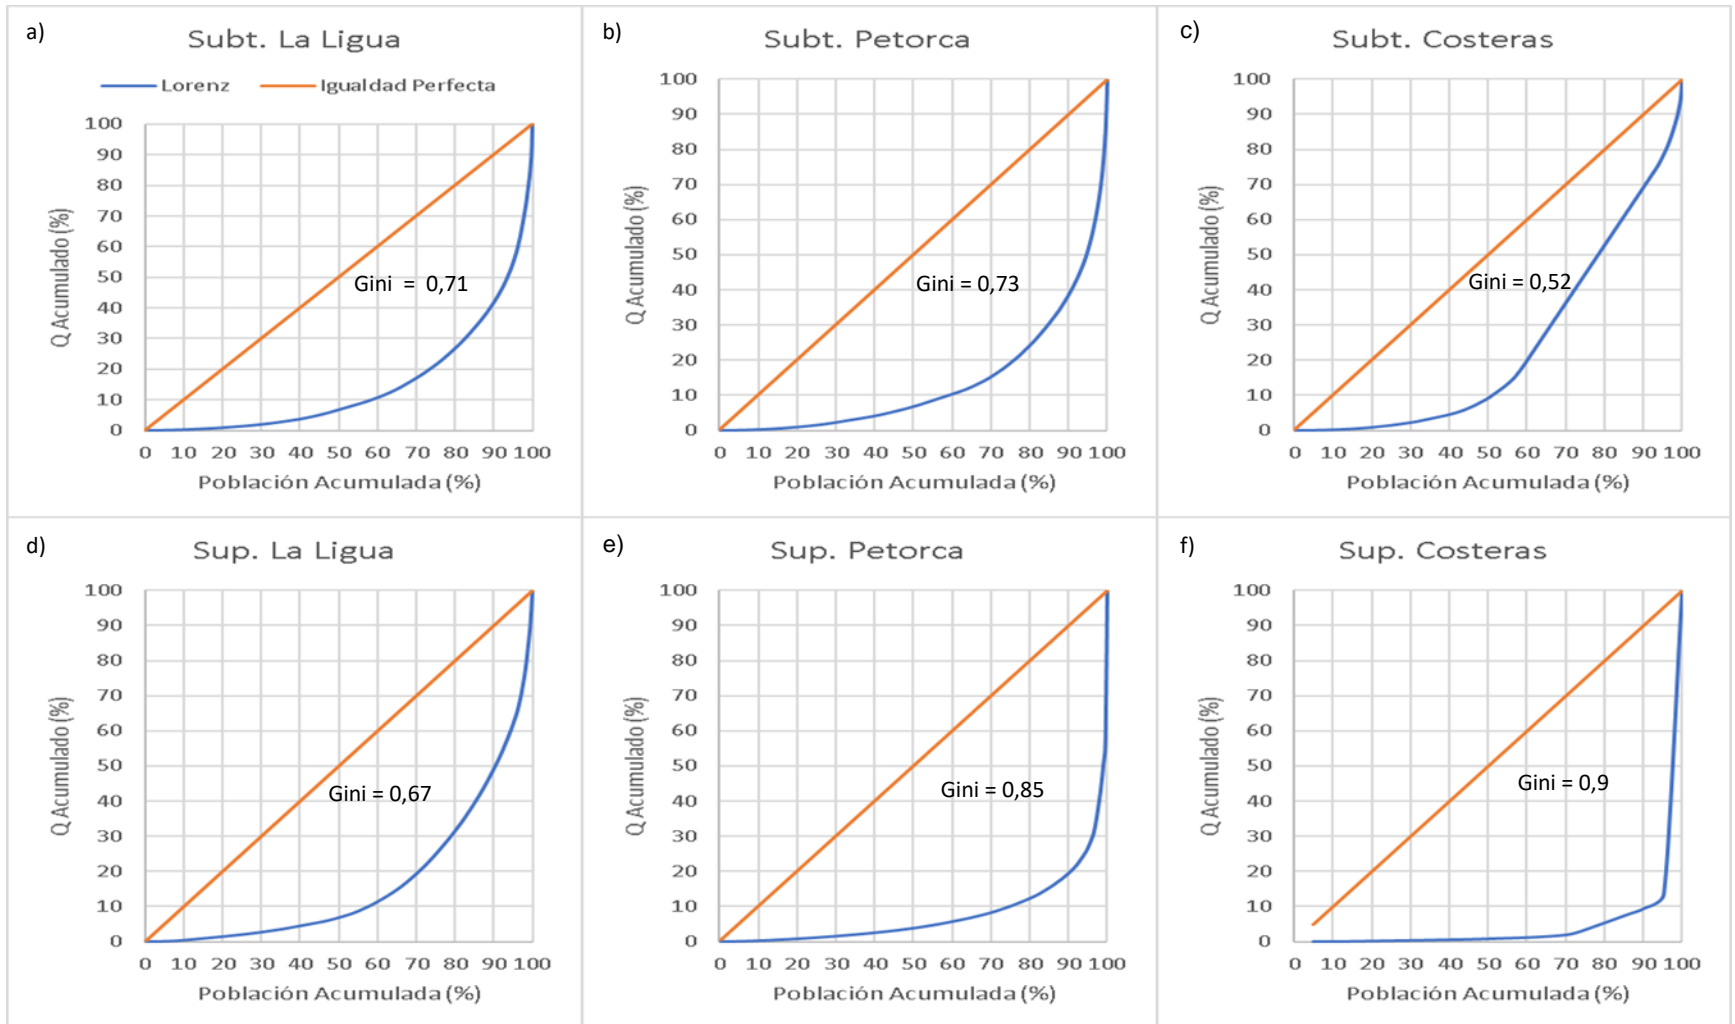 a)
Subt. La Ligua
Lorenz Igualdad Perfecta
100
90
80
70
60
50
40
30
20
10
0
Q Acumulado (%)
Gini = 0,71
0 10 20 30 40 50 60 70 80 90 100
Población Acumulada (%)
b)
Subt. Petorca
100
90
80
70
60
50
40
30
20
10
0
Q Acumulado (%)
Gini = 0,73
0 10 20 30 40 50 60 70 80 90 100
Población Acumulada (%)
c)
Subt. Costeras
100
90
80
70
60
50
40
30
20
10
0
Q Acumulado (%)
Gini = 0,52
0 10 20 30 40 50 60 70 80 90 100
Población Acumulada (%)
d)
Sup. La Ligua
100
90
80
70
60
50
40
30
20
10
0
Q Acumulado (%)
Gini = 0,67
0 10 20 30 40 50 60 70 80 90 100
Población Acumulada (%)
e)
Sup. Petorca
100
90
80
70
60
50
40
30
20
10
0
Q Acumulado (%)
Gini = 0,85
0 10 20 30 40 50 60 70 80 90 100
Población Acumulada (%)
f)
Sup. Costeras
100
90
80
70
60
50
40
30
20
10
0
Q Acumulado (%)
Gini = 0,9
0 10 20 30 40 50 60 70 80 90 100
Población Acumulada (%)